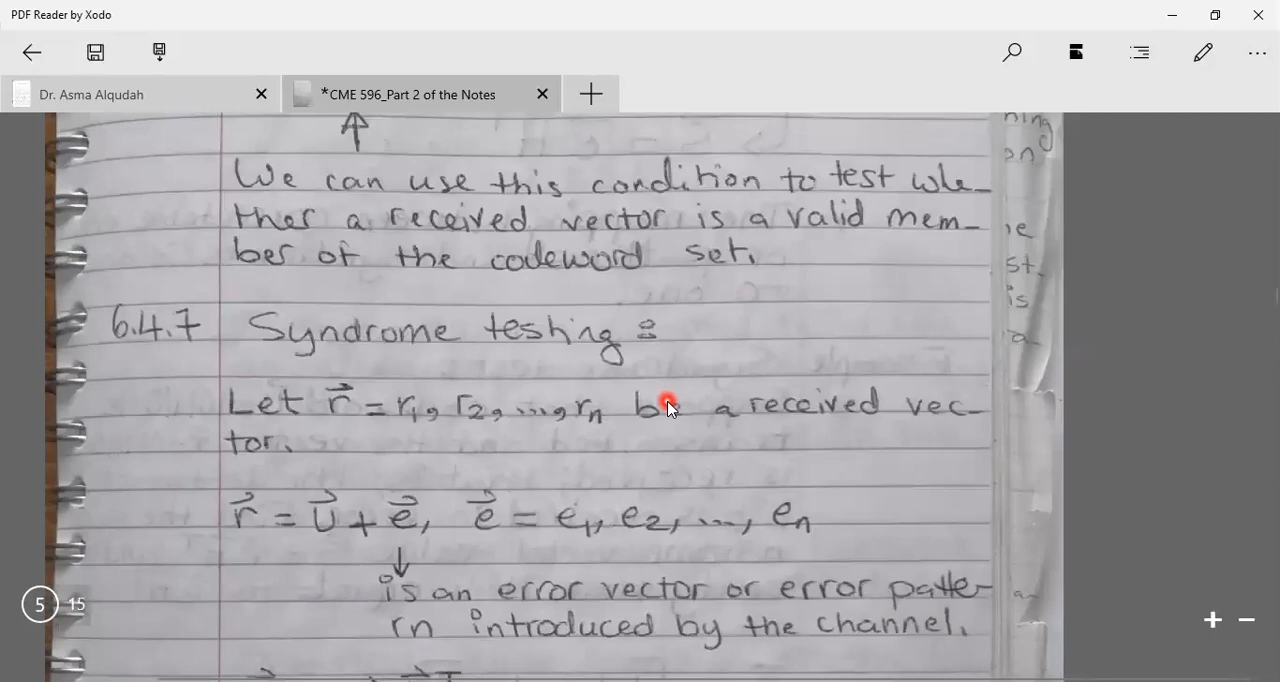 PDF Reader by Xodo
Dr. Asma Alqudah
*CME 596_Part 2 of the Notes
We can use this condition to test whe-
ther a received vector is a valid mem-
ber of the codeword set.
6.4.7 Syndrome testing:
Let r⃗ = r₁, r₂, ..., rₙ be a received vec-
tor.
r⃗ = U⃗ + e⃗, e⃗ = e₁, e₂, ..., eₙ
↓
is an error vector or error patte-
rn introduced by the channel.
5 15